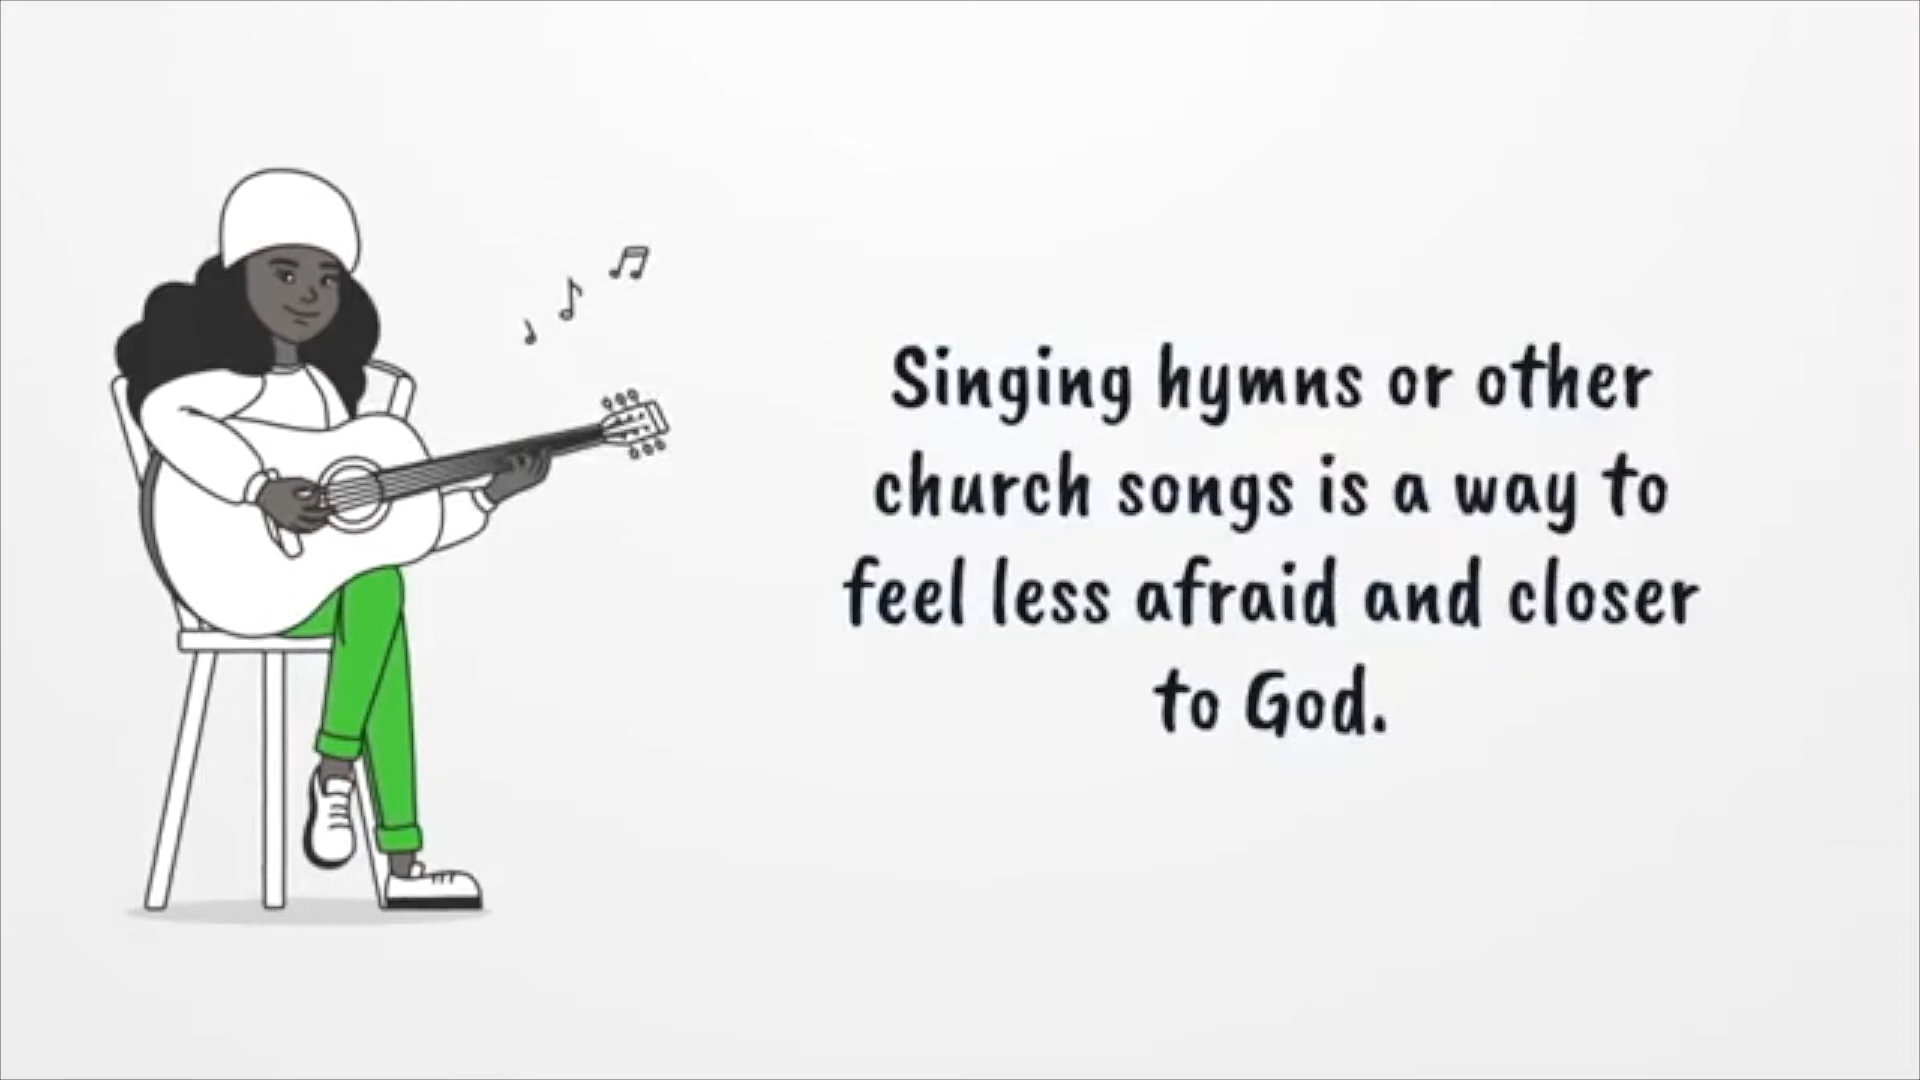 Singing hymns or other
church songs is a way to
feel less afraid and closer
to God.